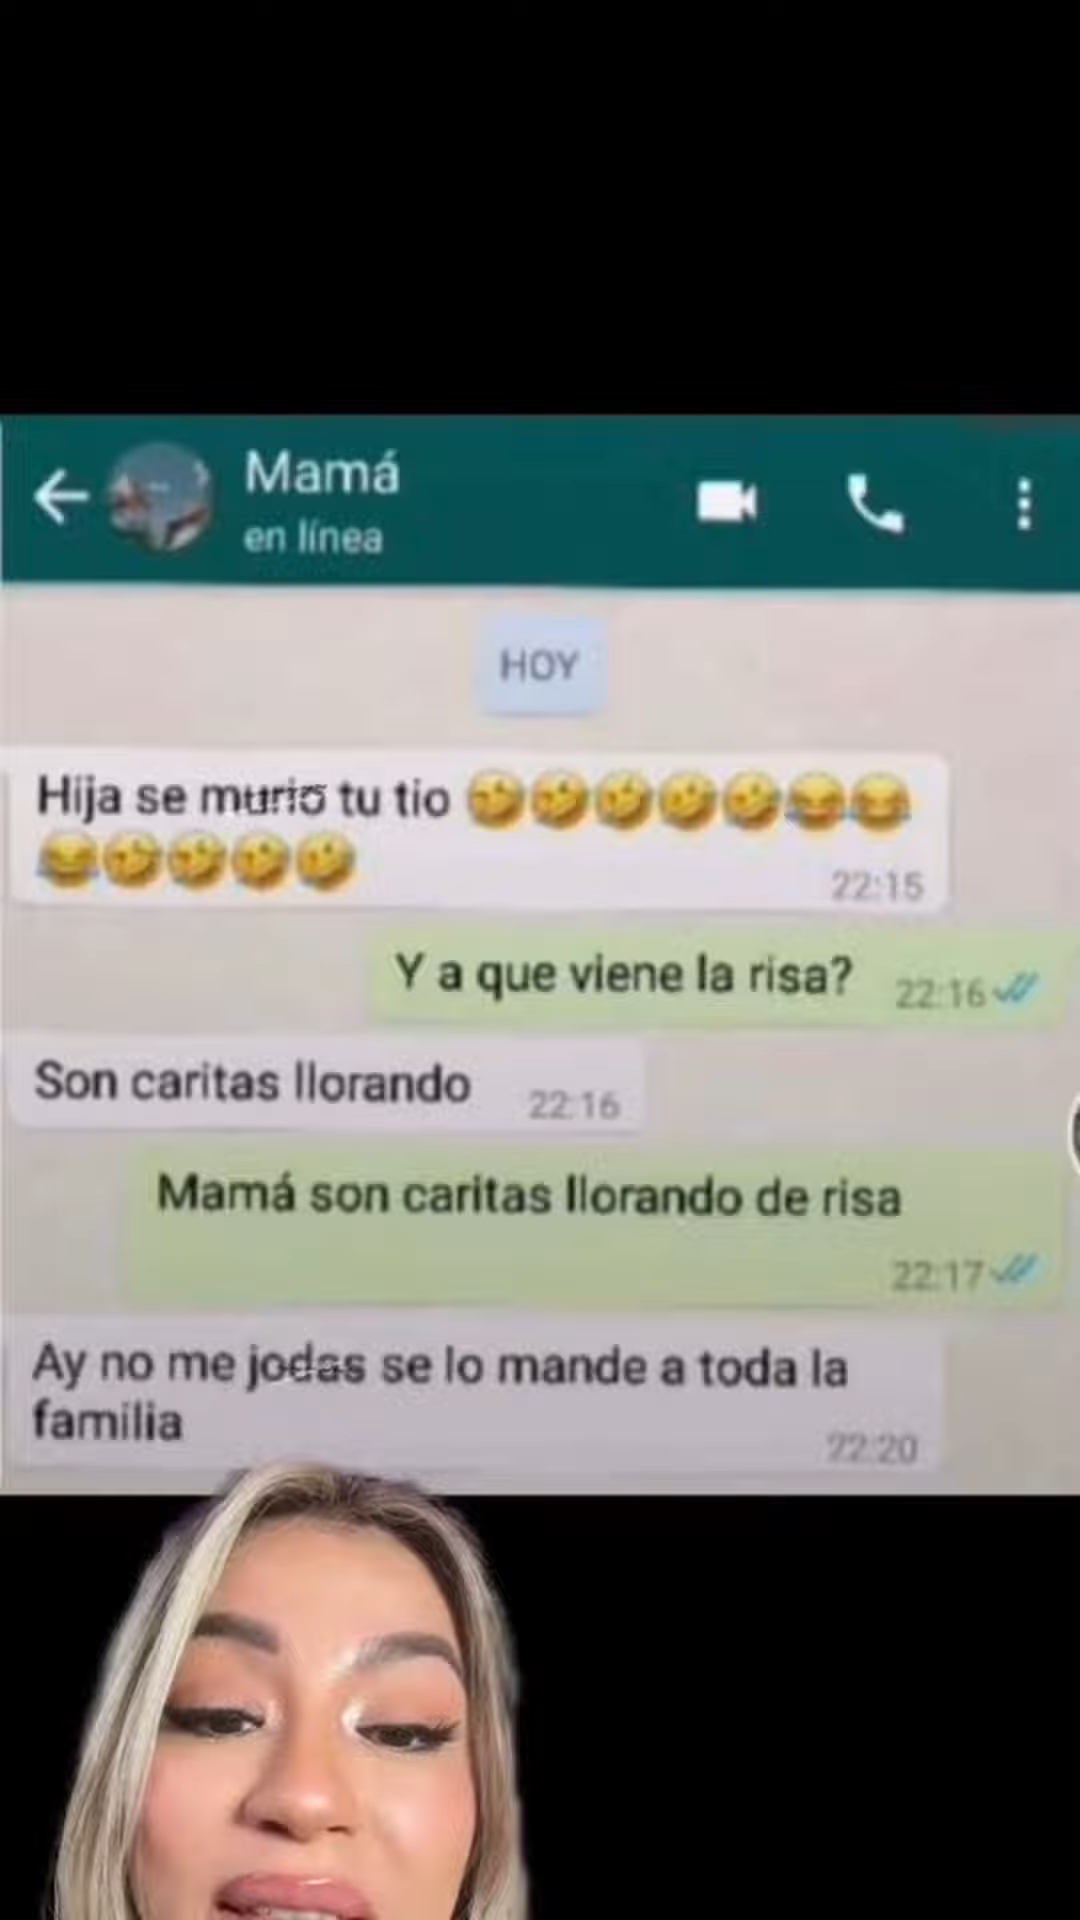 Mamá
en línea
HOY
Hija se murio tu tio 🤣🤣🤣🤣🤣😂😂
😂🤣🤣🤣🤣
22:15
Y a que viene la risa? 22:16
Son caritas llorando 22:16
Mamá son caritas llorando de risa
22:17
Ay no me jodas se lo mande a toda la
familia
22:20